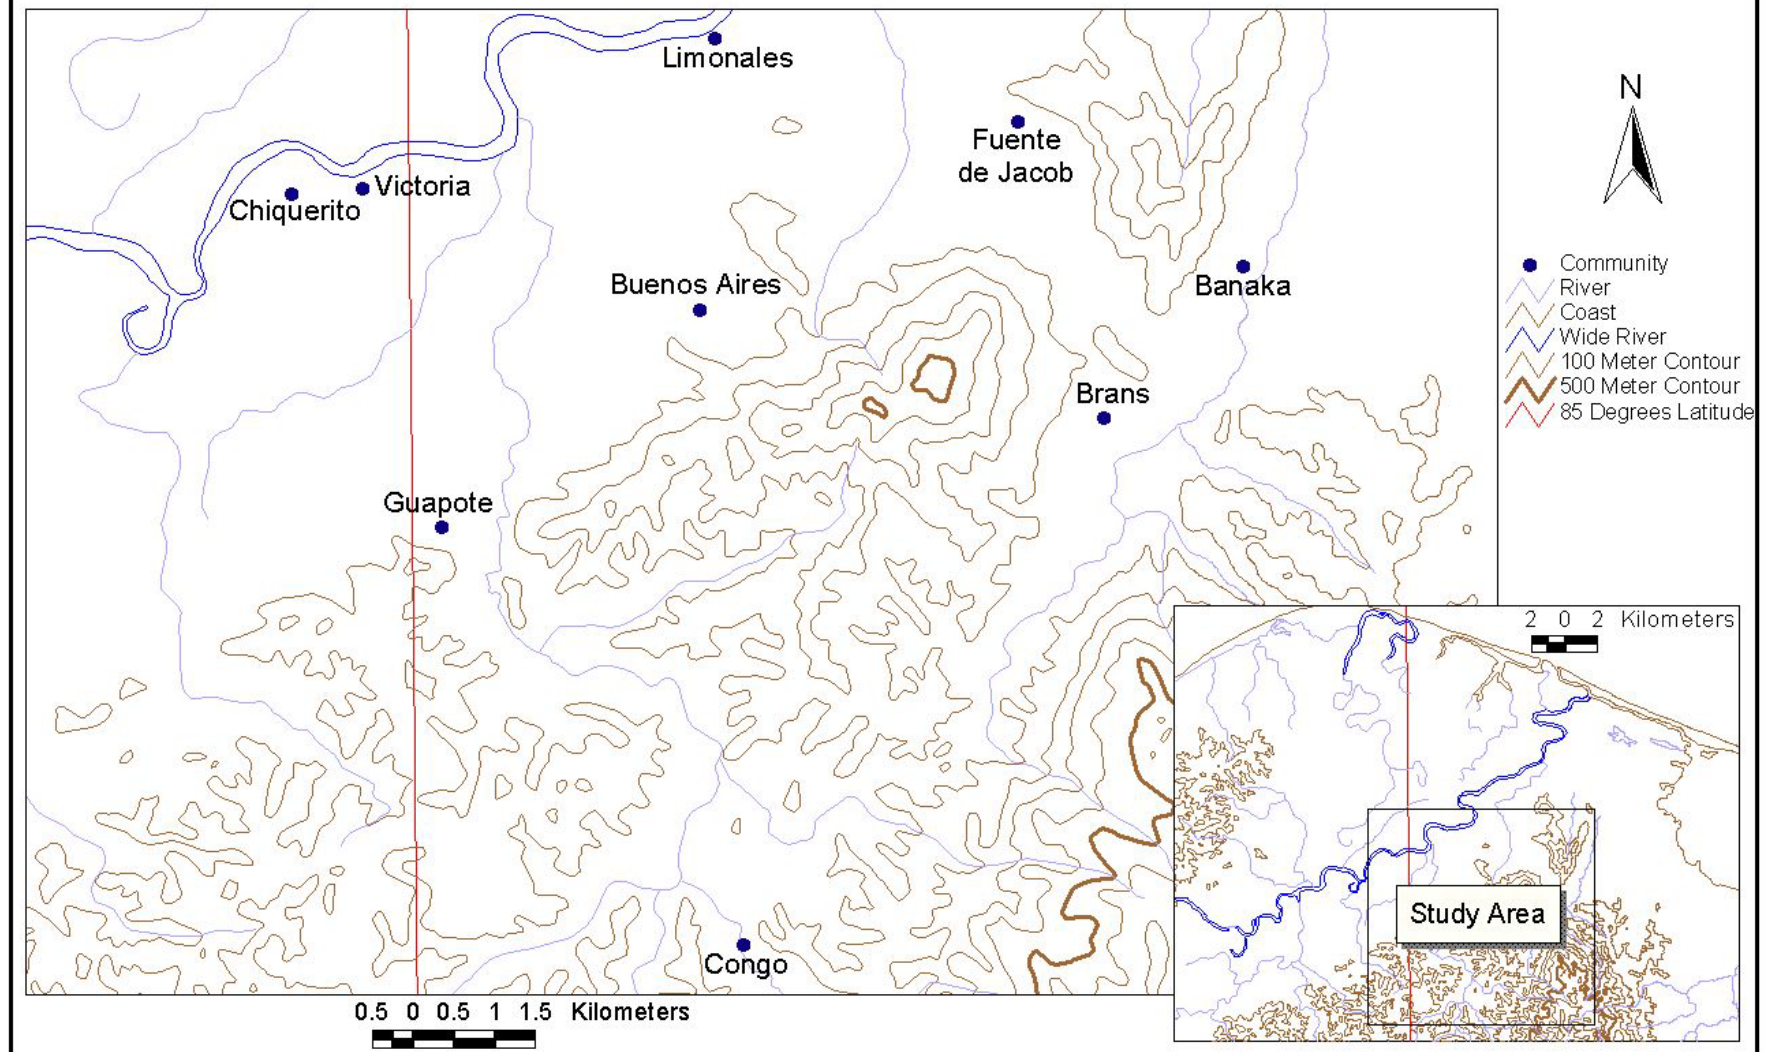 Limonales
Fuente
de Jacob
Victoria
Chiquerito
Buenos Aires
Banaka
Brans
Guapote
Congo
N
Community
River
Coast
Wide River
100 Meter Contour
500 Meter Contour
85 Degrees Latitude
2 0 2 Kilometers
Study Area
0.5 0 0.5 1 1.5 Kilometers